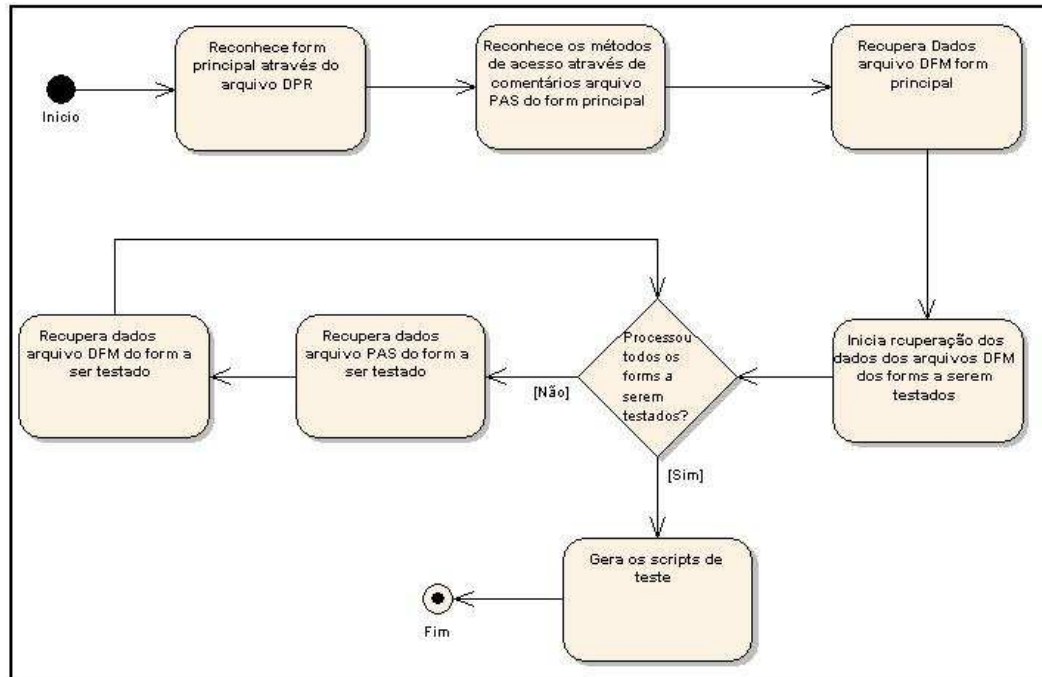 Reconhece form
principal através do
arquivo DPR
Reconhece os métodos
de acesso através de
comentários arquivo
PAS do form principal
Recupera Dados
arquivo DFM form
principal
Inicio
Recupera dados
arquivo DFM do form a
ser testado
Recupera dados
arquivo PAS do form a
ser testado
Processou
todos os
forms a
serem
testados?
Inicia rcuperação dos
dados dos arquivos DFM
dos forms a serem
testados
[Não]
[Sim]
Gera os scripts de
teste
Fim